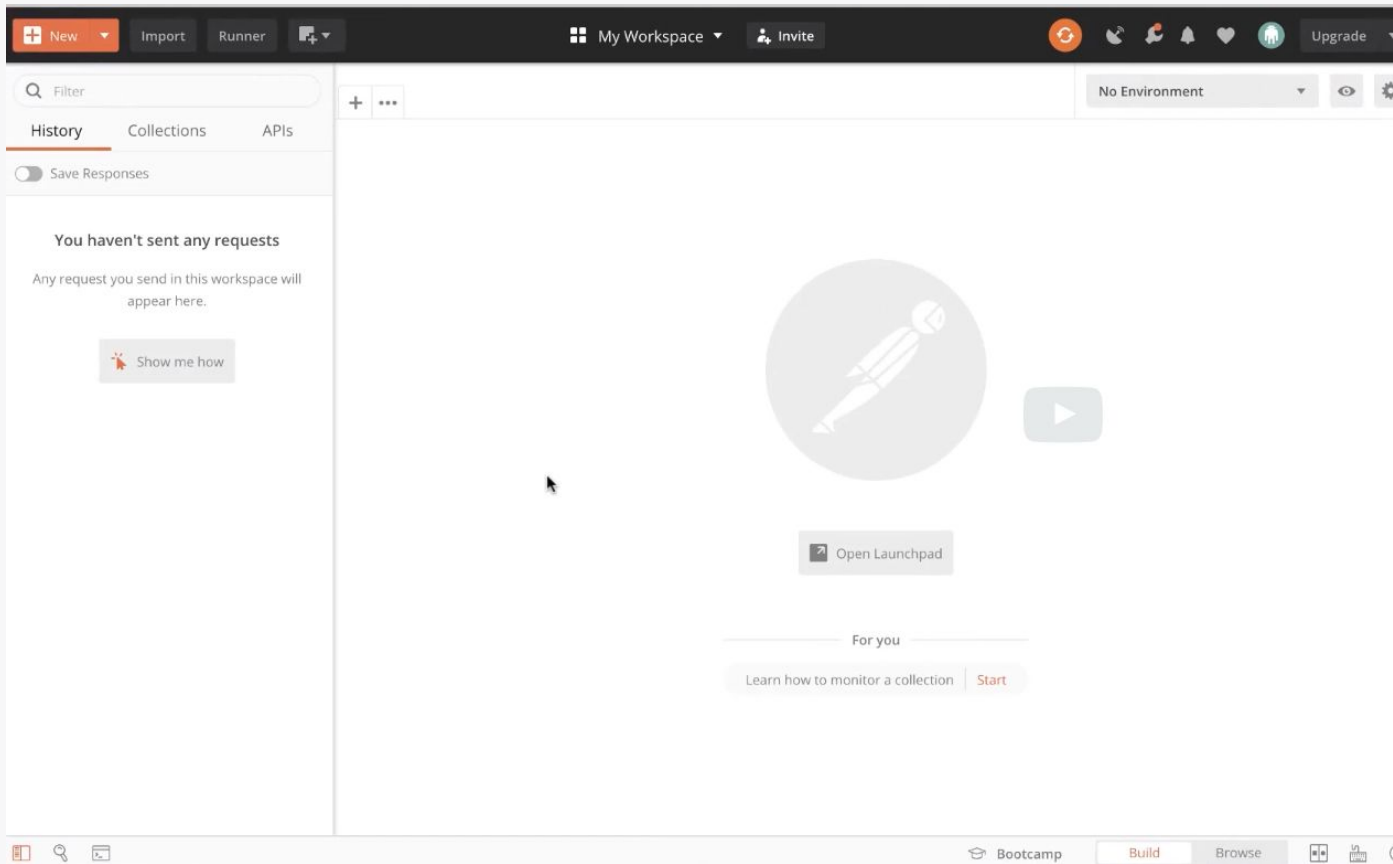 New Import Runner My Workspace Invite Upgrade
Filter
No Environment
History Collections APIs
Save Responses
You haven't sent any requests
Any request you send in this workspace will
appear here.
Show me how
Open Launchpad
For you
Learn how to monitor a collection Start
Bootcamp Build Browse